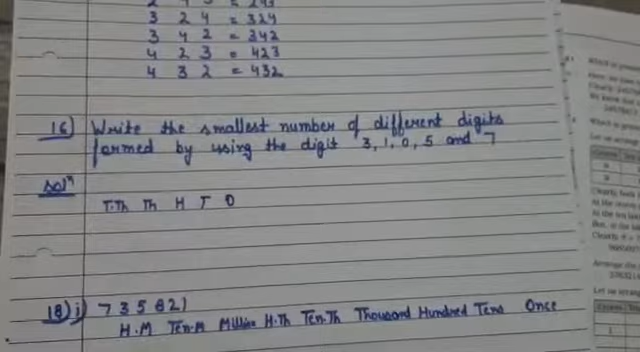 3 2 4 = 324
3 4 2 = 342
4 2 3 = 423
4 3 2 = 432
16) Write the smallest number of different digits
formed by using the digit 3, 1, 0, 5 and 7
Solⁿ
T.Th Th H T O
18) i) 7 3 5 8 2 1
H.M Ten.M Million H.Th Ten.Th Thousand Hundred Tens Once